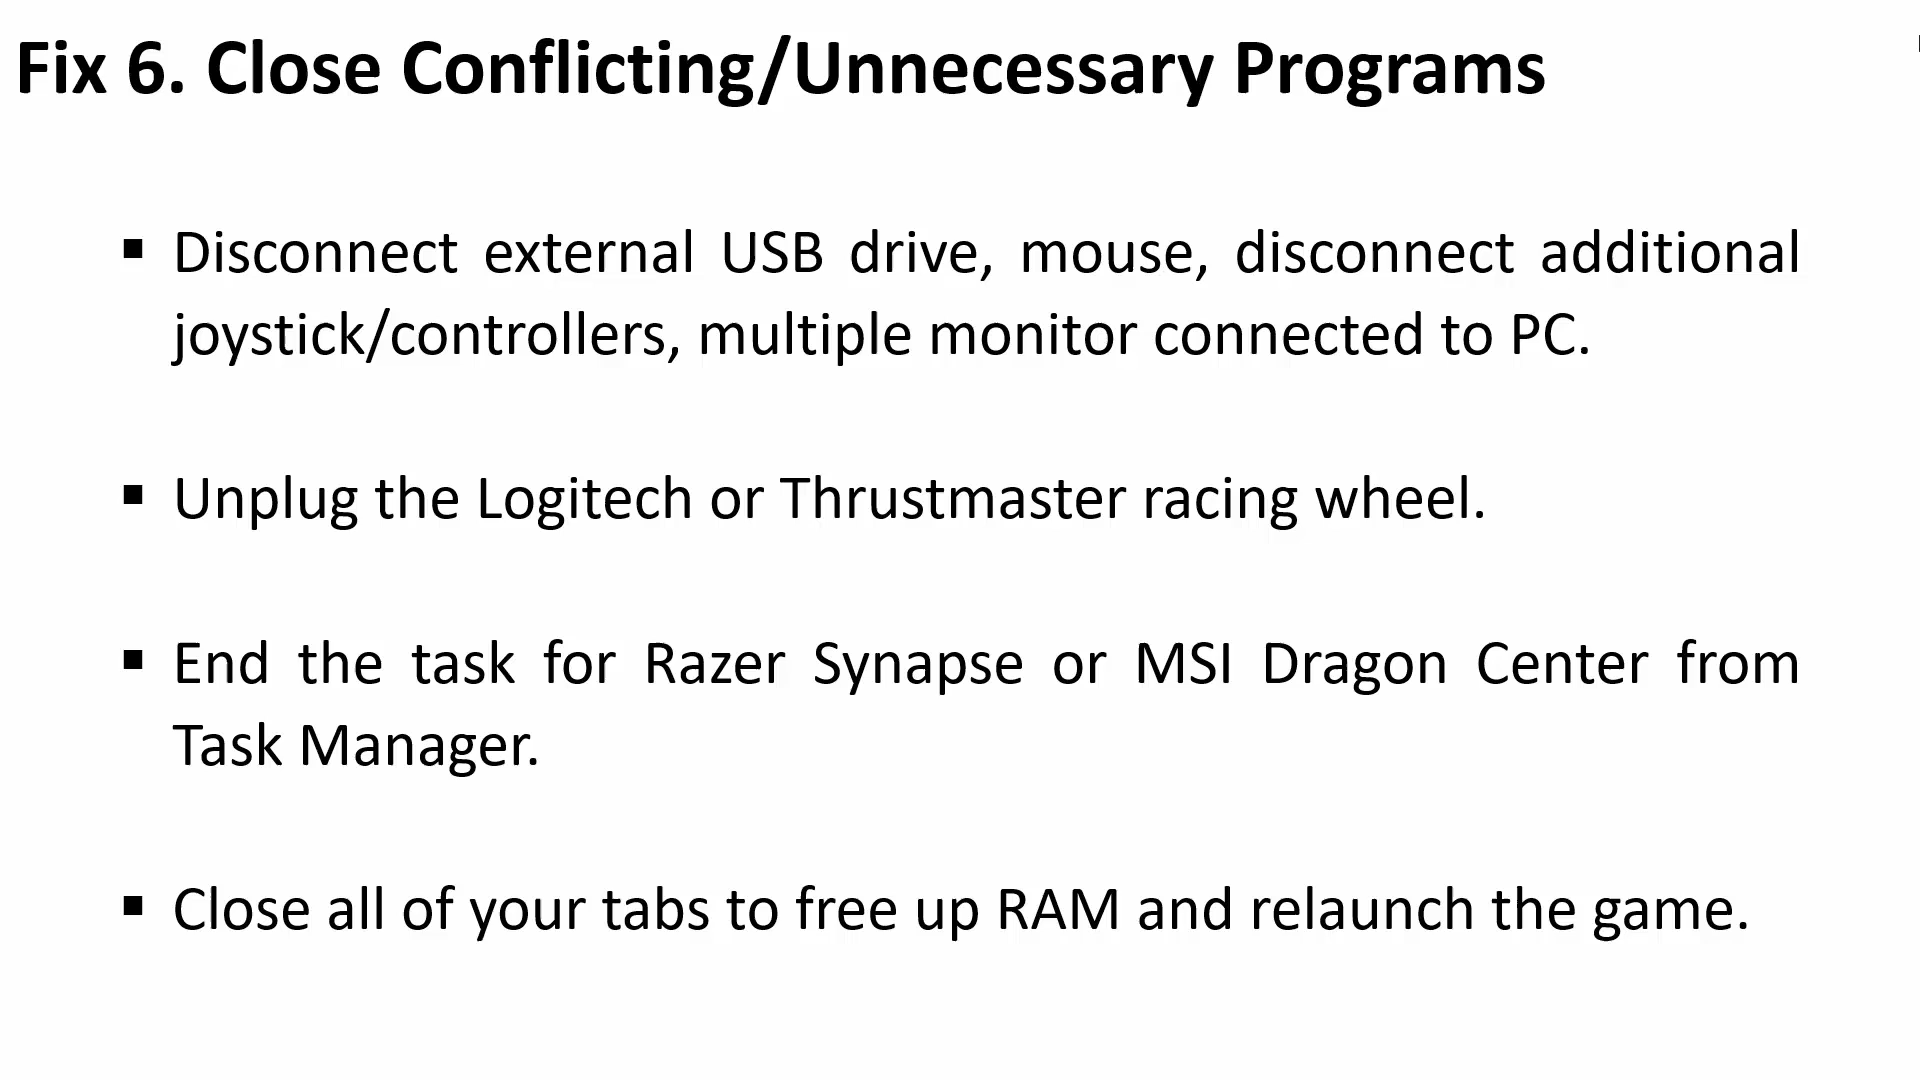 Fix 6. Close Conflicting/Unnecessary Programs
▪ Disconnect external USB drive, mouse, disconnect additional
joystick/controllers, multiple monitor connected to PC.
▪ Unplug the Logitech or Thrustmaster racing wheel.
▪ End the task for Razer Synapse or MSI Dragon Center from
Task Manager.
▪ Close all of your tabs to free up RAM and relaunch the game.